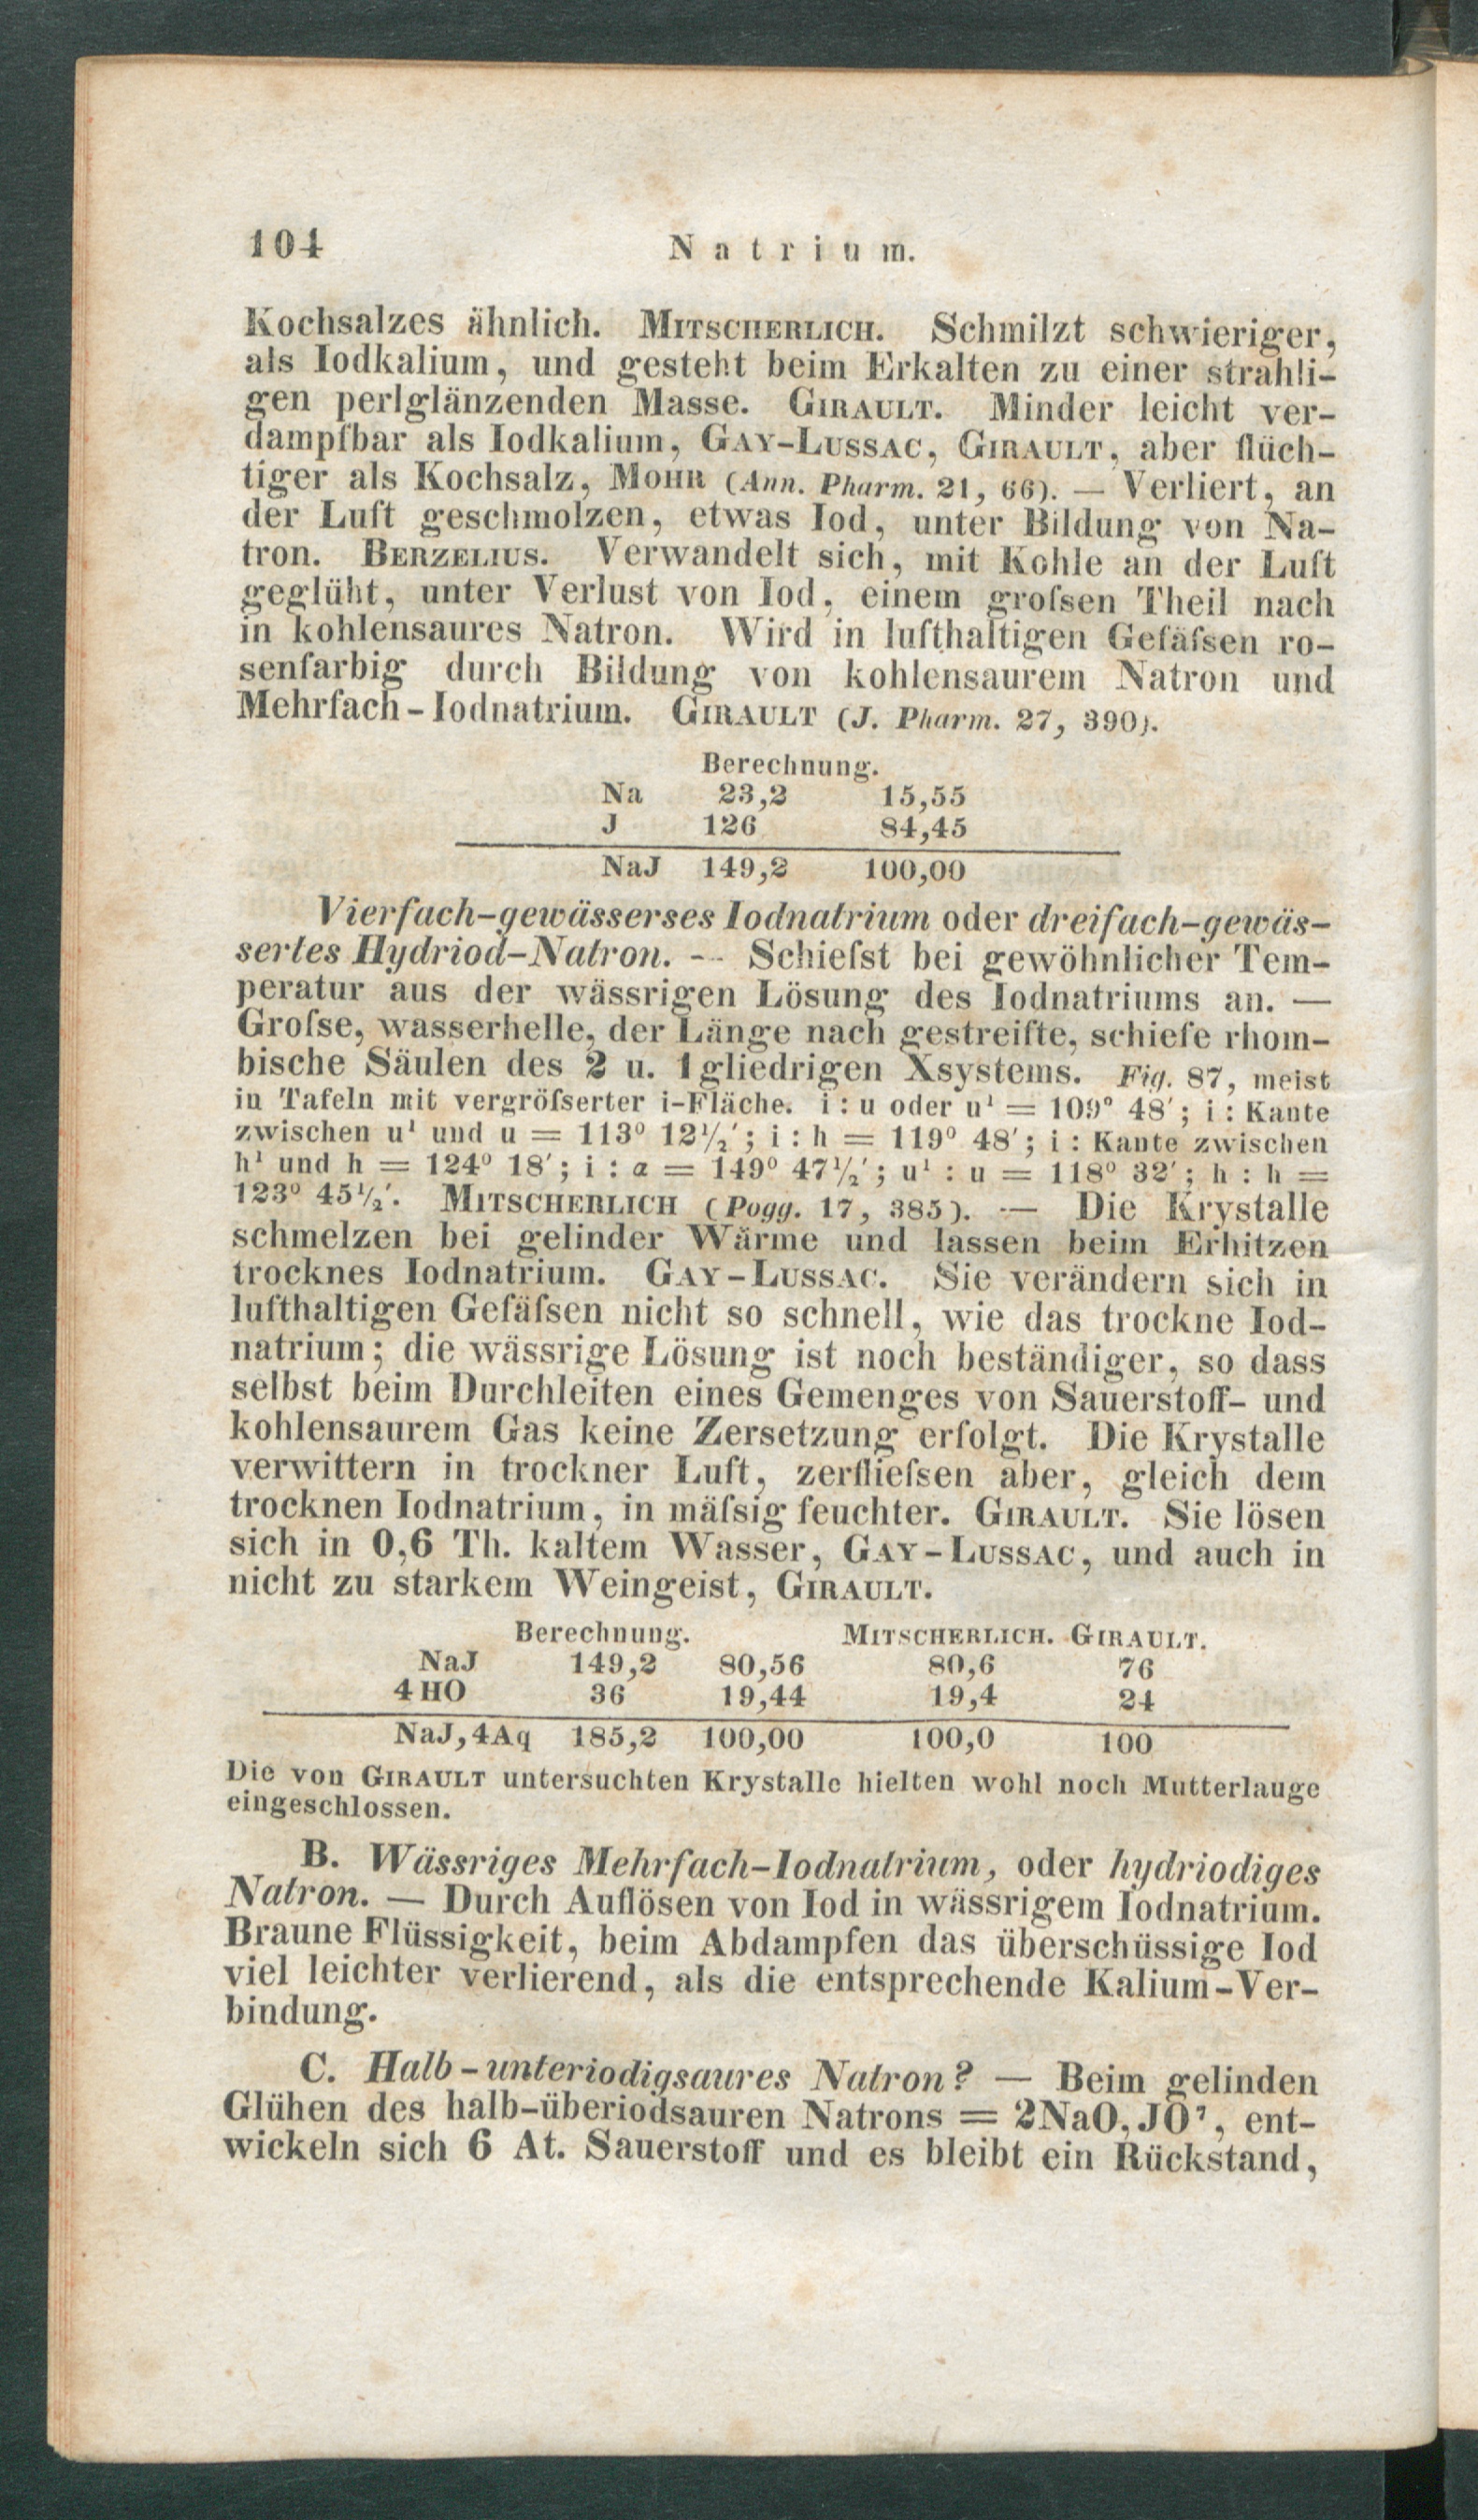 104 Natrium.
Kochsalzes ähnlich. MITSCHERLICH. Schmilzt schwieriger,
als Iodkalium, und gesteht beim Erkalten zu einer strahli-
gen perlglänzenden Masse. GIRAULT. Minder leicht ver-
dampfbar als Iodkalium, GAY-LUSSAC, GIRAULT, aber flüch-
tiger als Kochsalz, MOHR (Ann. Pharm. 21, 66). — Verliert, an
der Luft geschmolzen, etwas Iod, unter Bildung von Na-
tron. BERZELIUS. Verwandelt sich, mit Kohle an der Luft
geglüht, unter Verlust von Iod, einem groſsen Theil nach
in kohlensaures Natron. Wird in lufthaltigen Gefäſsen ro-
senfarbig durch Bildung von kohlensaurem Natron und
Mehrfach-Iodnatrium. GIRAULT (J. Pharm. 27, 390).
Berechnung.
Na 23,2 15,55
J 126 84,45
NaJ 149,2 100,00
Vierfach-gewässerses Iodnatrium oder dreifach-gewäs-
sertes Hydriod-Natron. -- Schieſst bei gewöhnlicher Tem-
peratur aus der wässrigen Lösung des Iodnatriums an. —
Groſse, wasserhelle, der Länge nach gestreifte, schiefe rhom-
bische Säulen des 2 u. 1gliedrigen Xsystems. Fig. 87, meist
in Tafeln mit vergröſserter i-Fläche. i : u oder u¹ = 109° 48′; i : Kante
zwischen u¹ und u = 113° 12½′; i : h = 119° 48′; i : Kante zwischen
h¹ und h = 124° 18′; i : a = 149° 47½′; u¹ : u = 118° 32′; h : h =
123° 45½′. MITSCHERLICH (Pogg. 17, 385). — Die Krystalle
schmelzen bei gelinder Wärme und lassen beim Erhitzen
trocknes Iodnatrium. GAY-LUSSAC. Sie verändern sich in
lufthaltigen Gefäſsen nicht so schnell, wie das trockne Iod-
natrium; die wässrige Lösung ist noch beständiger, so dass
selbst beim Durchleiten eines Gemenges von Sauerstoff- und
kohlensaurem Gas keine Zersetzung erfolgt. Die Krystalle
verwittern in trockner Luft, zerflieſsen aber, gleich dem
trocknen Iodnatrium, in mäſsig feuchter. GIRAULT. Sie lösen
sich in 0,6 Th. kaltem Wasser, GAY-LUSSAC, und auch in
nicht zu starkem Weingeist, GIRAULT.
Berechnung. MITSCHERLICH. GIRAULT.
NaJ 149,2 80,56 80,6 76
4 HO 36 19,44 19,4 24
NaJ,4Aq 185,2 100,00 100,0 100
Die von GIRAULT untersuchten Krystalle hielten wohl noch Mutterlauge
eingeschlossen.
B. Wässriges Mehrfach-Iodnatrium, oder hydriodiges
Natron. — Durch Auflösen von Iod in wässrigem Iodnatrium.
Braune Flüssigkeit, beim Abdampfen das überschüssige Iod
viel leichter verlierend, als die entsprechende Kalium-Ver-
bindung.
C. Halb-unteriodigsaures Natron? — Beim gelinden
Glühen des halb-überiodsauren Natrons = 2NaO,JO⁷, ent-
wickeln sich 6 At. Sauerstoff und es bleibt ein Rückstand,